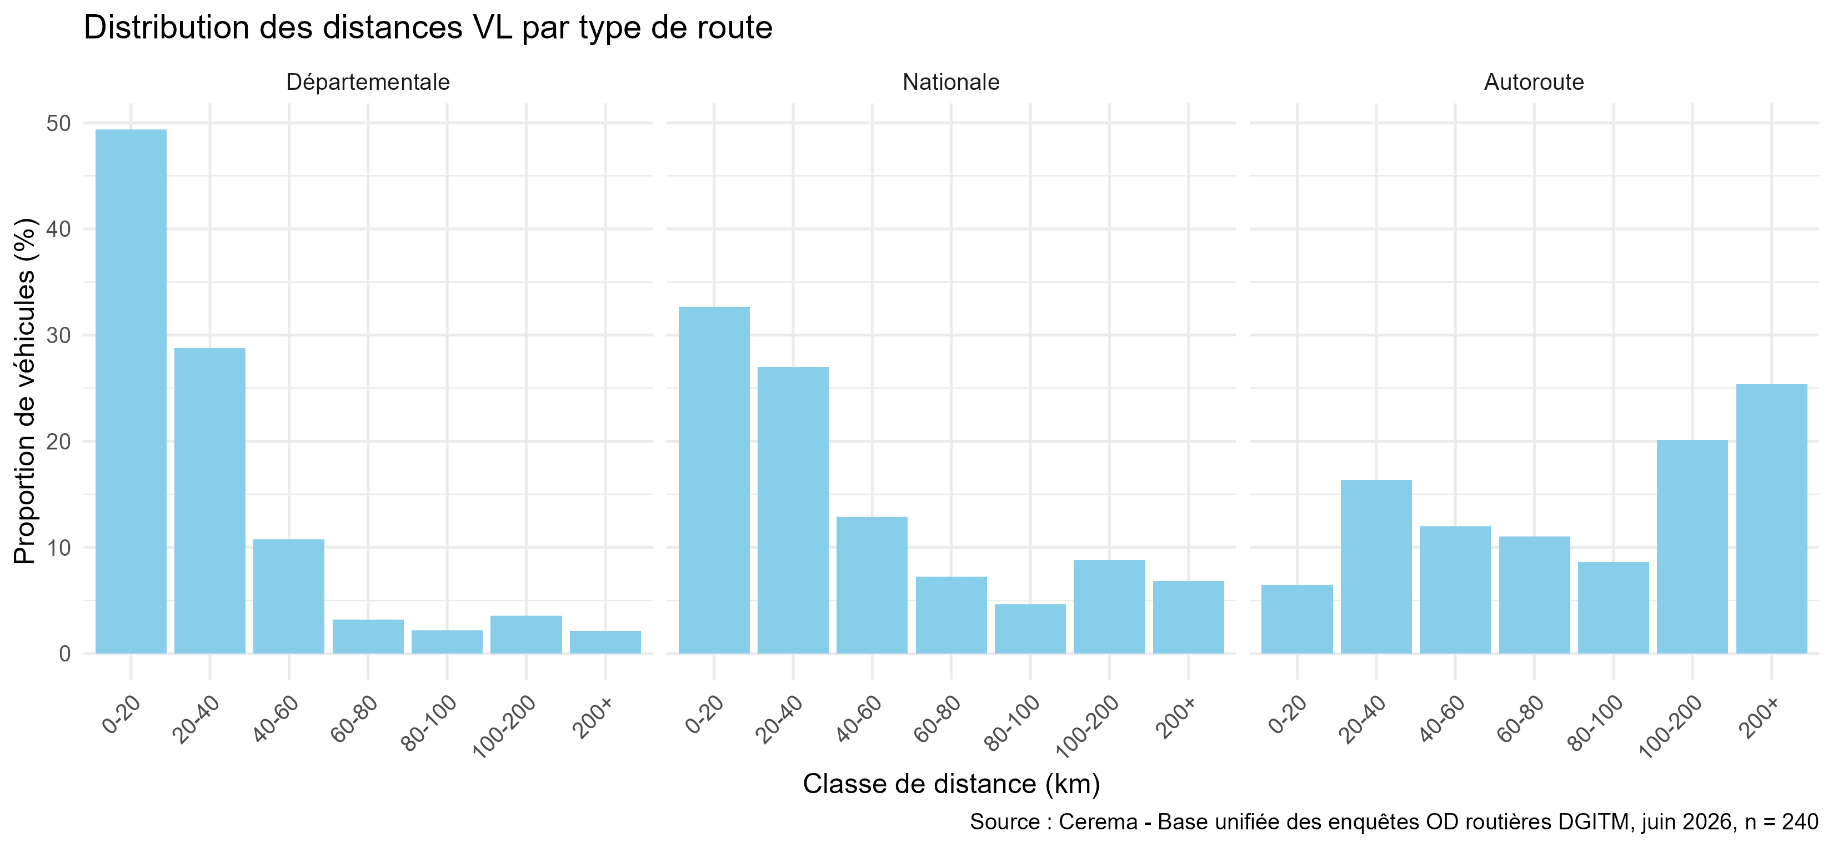 Distribution des distances VL par type de route
Départementale Nationale Autoroute
Proportion de véhicules (%)
50
40
30
20
10
0
0-20 20-40 40-60 60-80 80-100 100-200 200+ 0-20 20-40 40-60 60-80 80-100 100-200 200+ 0-20 20-40 40-60 60-80 80-100 100-200 200+
Classe de distance (km)
Source : Cerema - Base unifiée des enquêtes OD routières DGITM, juin 2026, n = 240